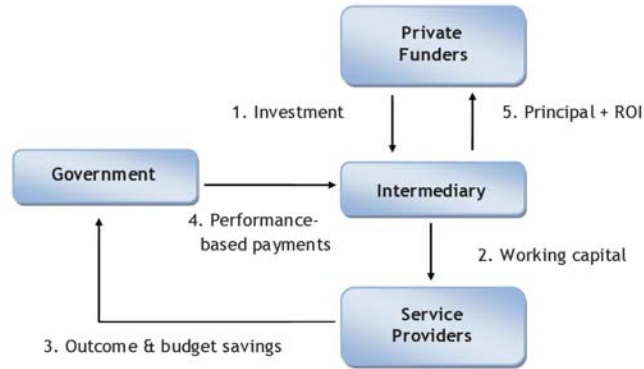 Private
Funders
1. Investment
5. Principal + ROI
Government
Intermediary
4. Performance-
based payments
2. Working capital
Service
Providers
3. Outcome & budget savings